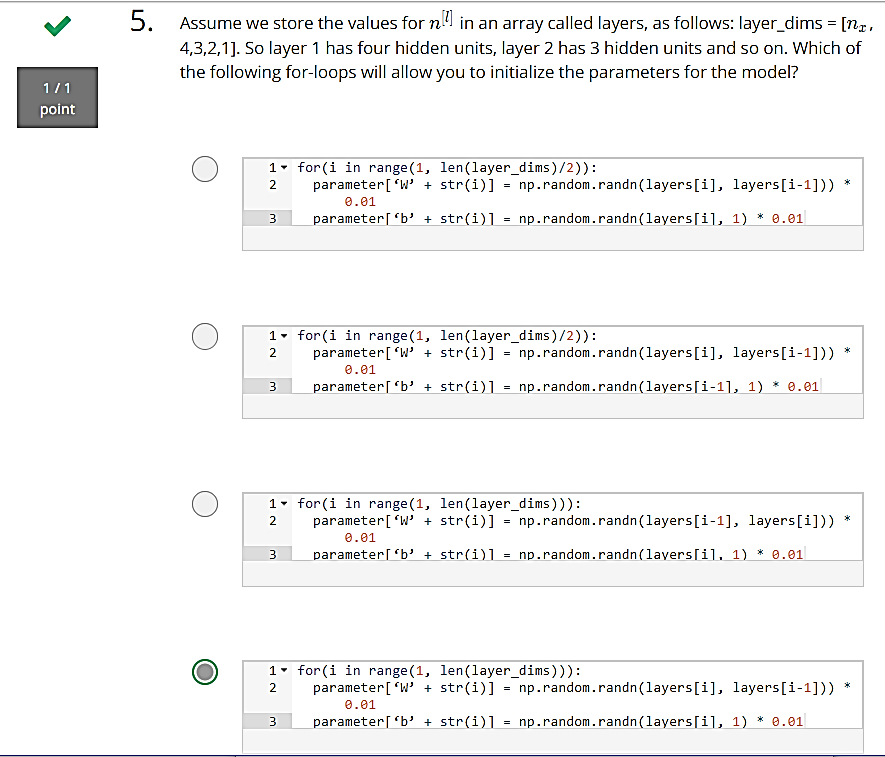 5. Assume we store the values for n^[l] in an array called layers, as follows: layer_dims = [n_x,
4,3,2,1]. So layer 1 has four hidden units, layer 2 has 3 hidden units and so on. Which of
the following for-loops will allow you to initialize the parameters for the model?
1 / 1
point
1 for(i in range(1, len(layer_dims)/2)):
2 parameter[‘W’ + str(i)] = np.random.randn(layers[i], layers[i-1])) *
0.01
3 parameter[‘b’ + str(i)] = np.random.randn(layers[i], 1) * 0.01
1 for(i in range(1, len(layer_dims)/2)):
2 parameter[‘W’ + str(i)] = np.random.randn(layers[i], layers[i-1])) *
0.01
3 parameter[‘b’ + str(i)] = np.random.randn(layers[i-1], 1) * 0.01
1 for(i in range(1, len(layer_dims))):
2 parameter[‘W’ + str(i)] = np.random.randn(layers[i-1], layers[i])) *
0.01
3 parameter[‘b’ + str(i)] = np.random.randn(layers[i], 1) * 0.01
1 for(i in range(1, len(layer_dims))):
2 parameter[‘W’ + str(i)] = np.random.randn(layers[i], layers[i-1])) *
0.01
3 parameter[‘b’ + str(i)] = np.random.randn(layers[i], 1) * 0.01